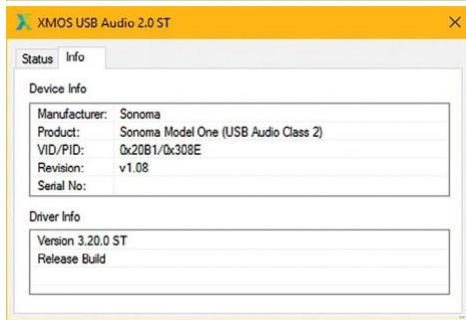 XMOS USB Audio 2.0 ST
Status Info
Device Info
Manufacturer: Sonoma
Product: Sonoma Model One (USB Audio Class 2)
VID/PID: 0x20B1/0x308E
Revision: v1.08
Serial No:
Driver Info
Version 3.20.0 ST
Release Build